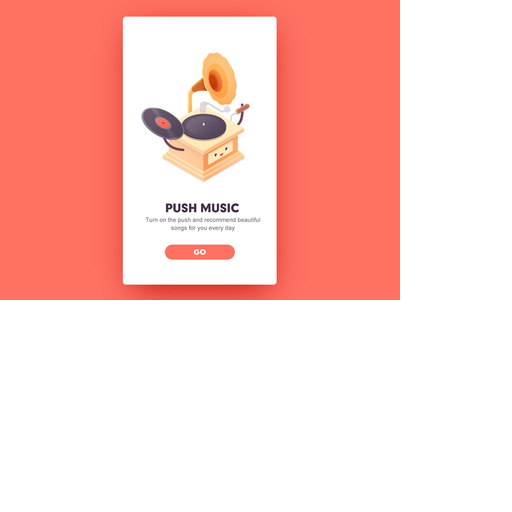 PUSH MUSIC
Turn on the push and recommend beautiful
songs for you every day
GO